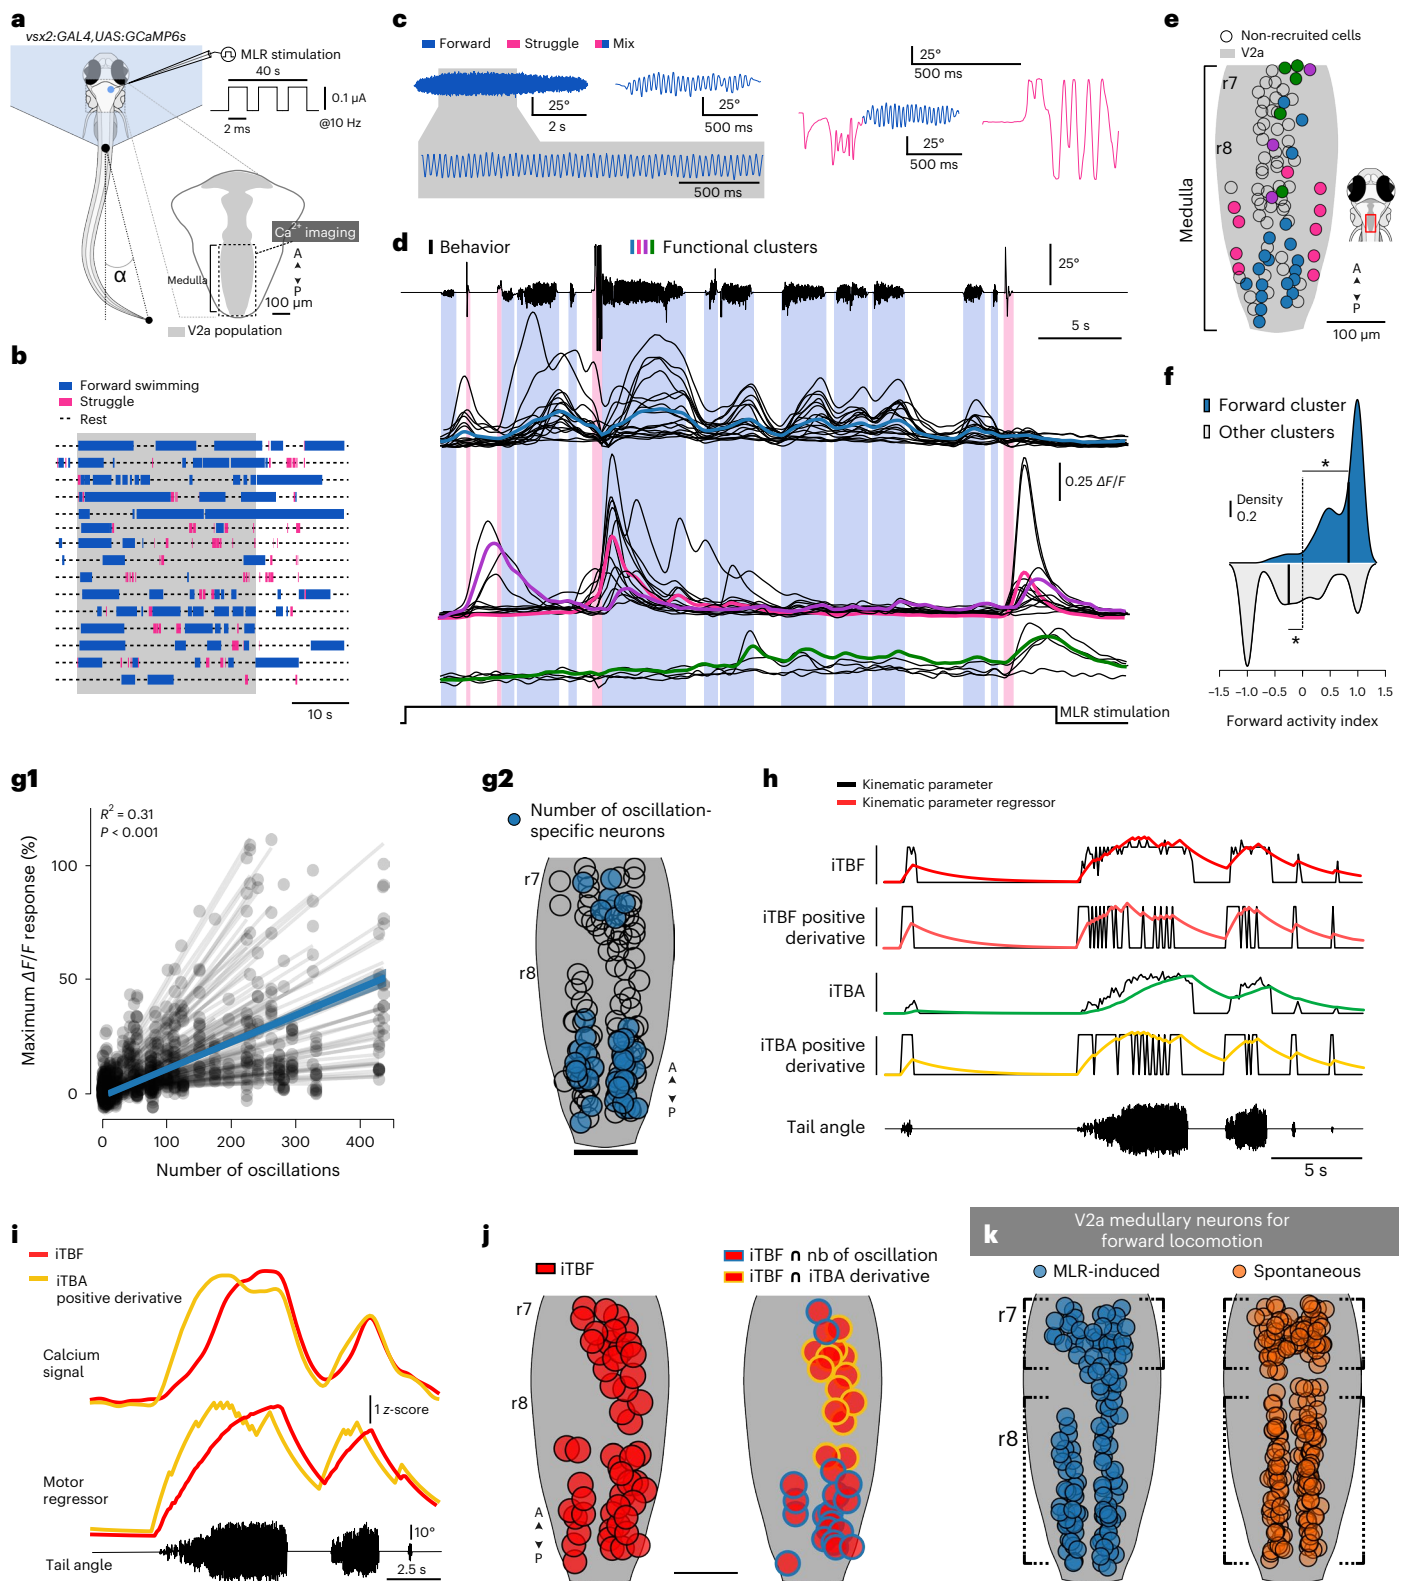 a
vsx2:GAL4,UAS:GCaMP6s
MLR stimulation
40 s
0.1 µA
@10 Hz
2 ms
Ca2+ imaging
A
P
Medulla
α
100 µm
V2a population
b
Forward swimming
Struggle
Rest
10 s
c
Forward
Struggle
Mix
25°
2 s
25°
500 ms
500 ms
25°
500 ms
25°
500 ms
d
Behavior
Functional clusters
25°
5 s
0.25 ΔF/F
MLR stimulation
e
Non-recruited cells
V2a
r7
r8
Medulla
A
P
100 µm
f
Forward cluster
Other clusters
*
Density
0.2
*
−1.5 −1.0 −0.5 0 0.5 1.0 1.5
Forward activity index
g1
R2 = 0.31
P < 0.001
Maximum ΔF/F response (%)
100
50
0
0 100 200 300 400
Number of oscillations
g2
Number of oscillation-
specific neurons
r7
r8
A
P
h
Kinematic parameter
Kinematic parameter regressor
iTBF
iTBF positive
derivative
iTBA
iTBA positive
derivative
Tail angle
5 s
i
iTBF
iTBA
positive derivative
Calcium
signal
1 z-score
Motor
regressor
10°
Tail angle
2.5 s
j
iTBF
iTBF ∩ nb of oscillation
iTBF ∩ iTBA derivative
r7
r8
A
P
k
V2a medullary neurons for
forward locomotion
MLR-induced
Spontaneous
r7
r8